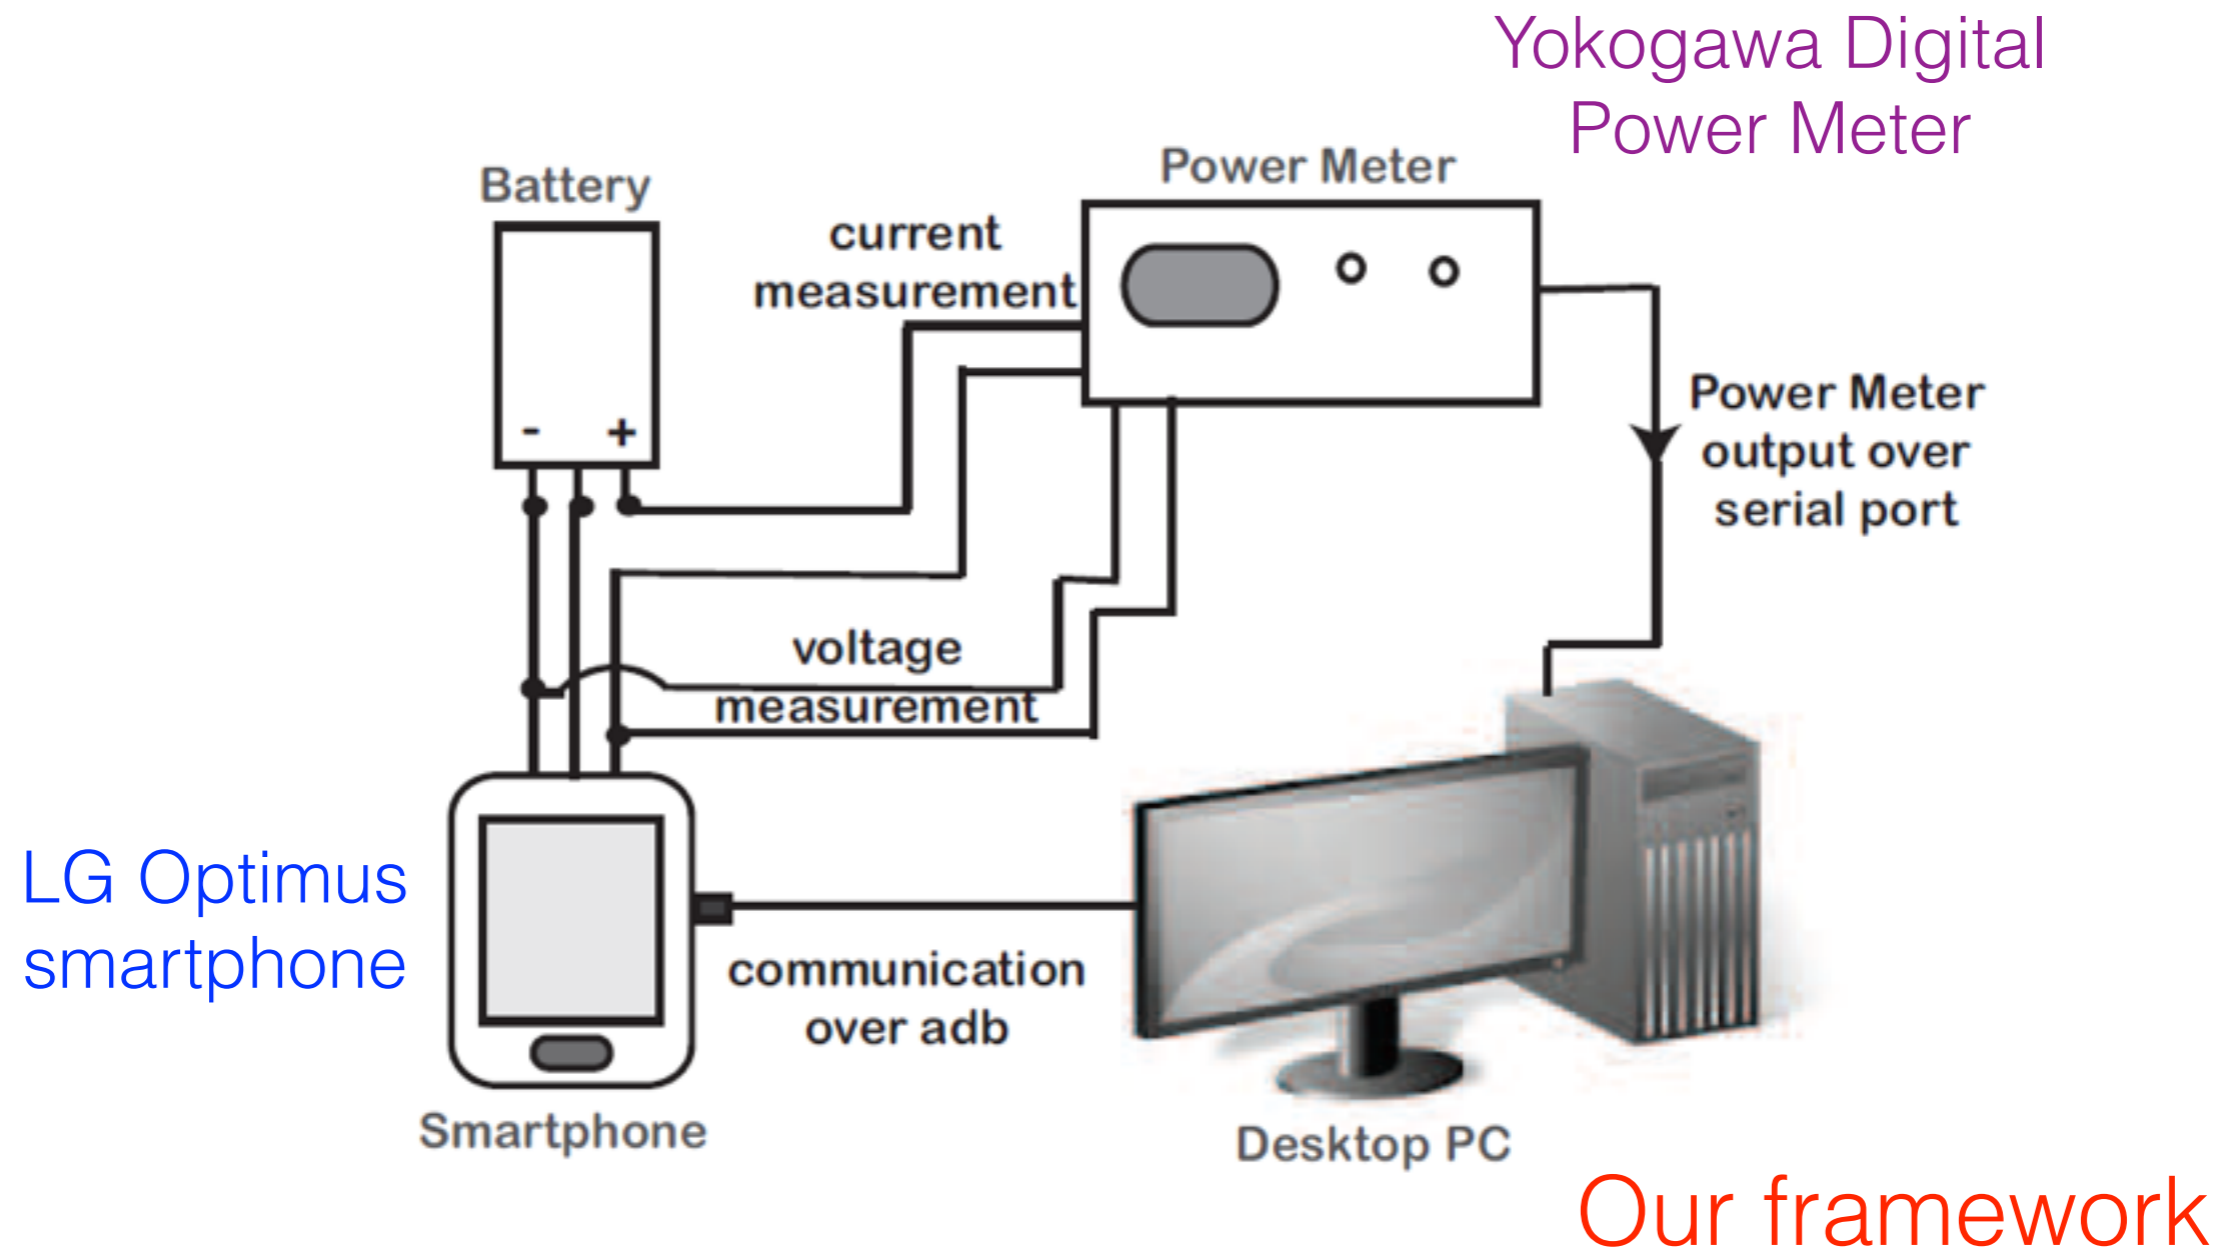 Yokogawa Digital
Power Meter
Battery
Power Meter
current
measurement
- +
Power Meter
output over
serial port
voltage
measurement
LG Optimus
smartphone
communication
over adb
Smartphone
Desktop PC
Our framework